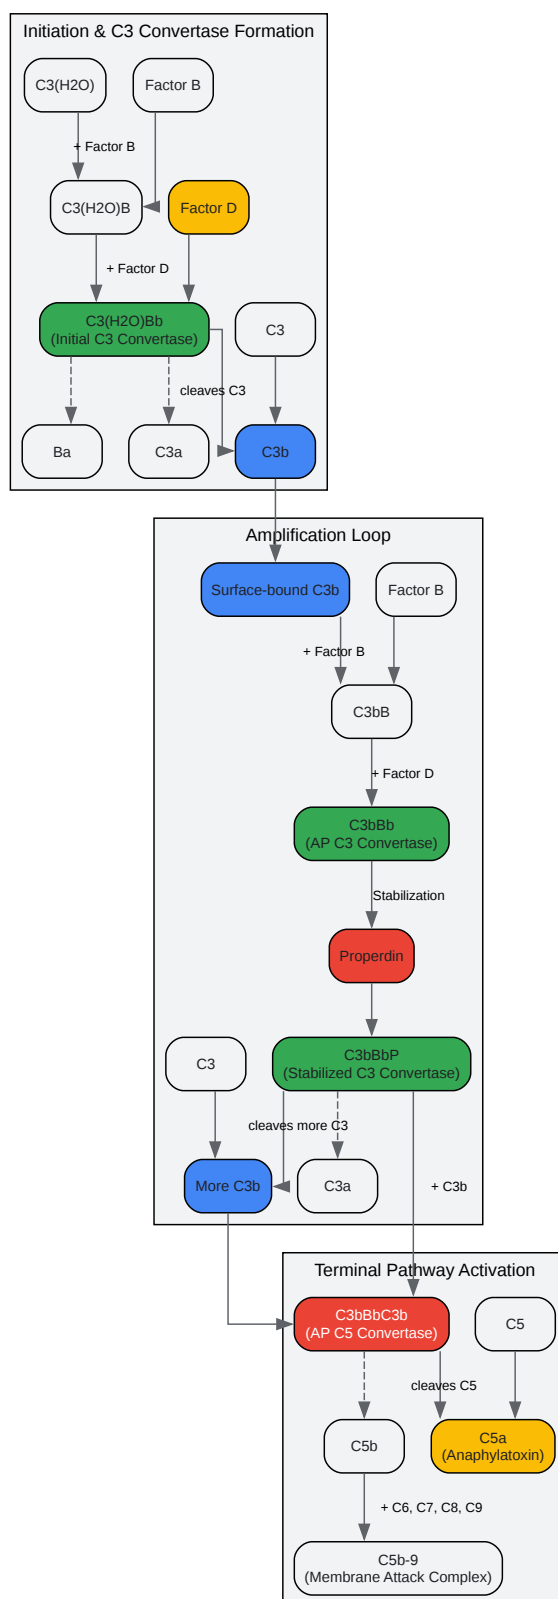 Initiation & C3 Convertase Formation
C3(H2O)
Factor B
+ Factor B
C3(H2O)B
Factor D
+ Factor D
C3(H2O)Bb
(Initial C3 Convertase)
C3
cleaves C3
Ba
C3a
C3b
Amplification Loop
Surface-bound C3b
Factor B
+ Factor B
C3bB
+ Factor D
C3bBb
(AP C3 Convertase)
Stabilization
Properdin
C3
C3bBbP
(Stabilized C3 Convertase)
cleaves more C3
More C3b
C3a
+ C3b
Terminal Pathway Activation
C3bBbC3b
(AP C5 Convertase)
C5
cleaves C5
C5b
C5a
(Anaphylatoxin)
+ C6, C7, C8, C9
C5b-9
(Membrane Attack Complex)